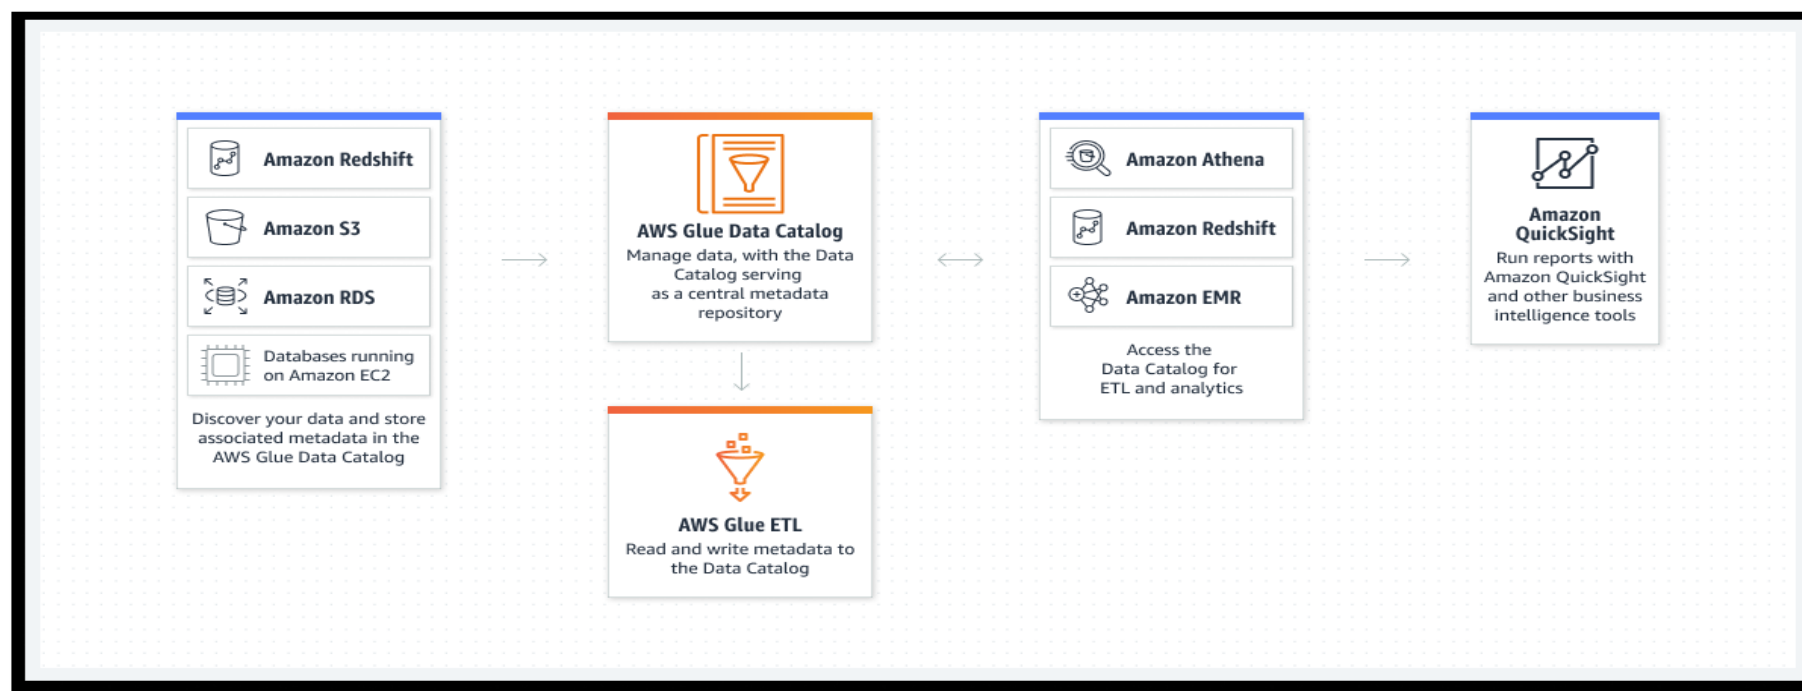 Amazon Redshift
Amazon S3
Amazon RDS
Databases running
on Amazon EC2
Discover your data and store
associated metadata in the
AWS Glue Data Catalog
AWS Glue Data Catalog
Manage data, with the Data
Catalog serving
as a central metadata
repository
AWS Glue ETL
Read and write metadata to
the Data Catalog
Amazon Athena
Amazon Redshift
Amazon EMR
Access the
Data Catalog for
ETL and analytics
Amazon
QuickSight
Run reports with
Amazon QuickSight
and other business
intelligence tools